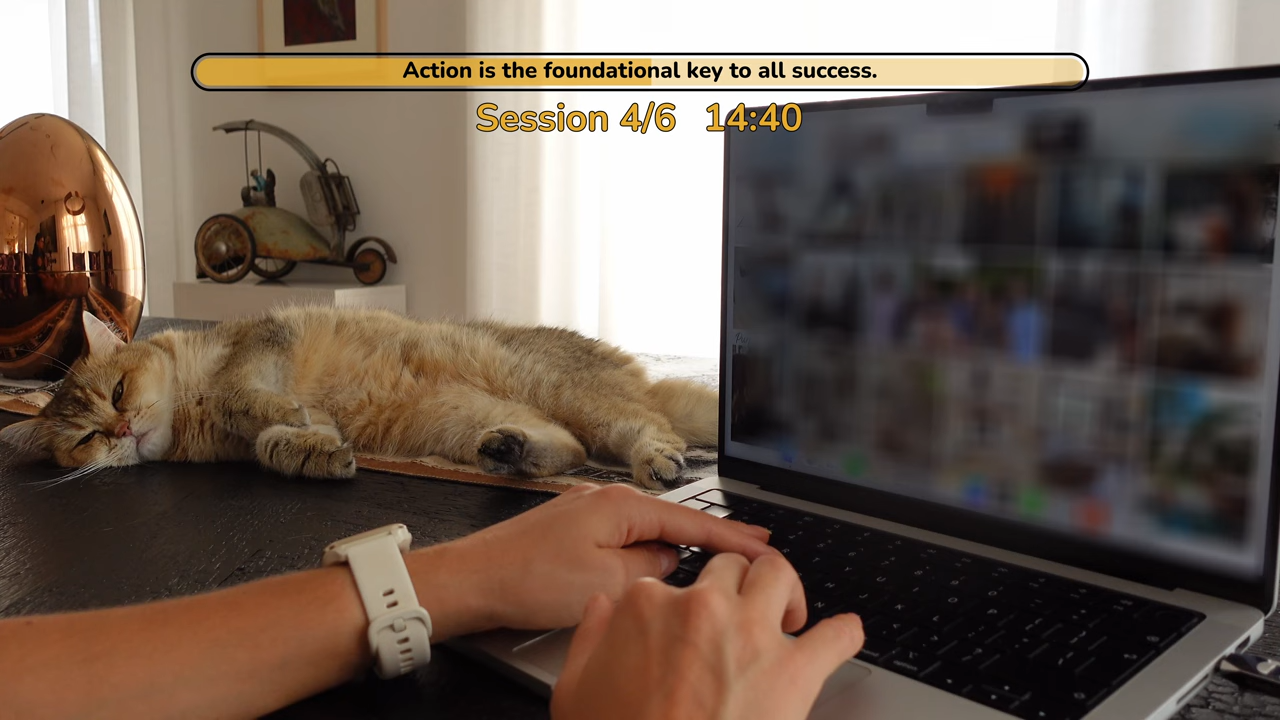 Action is the foundational key to all success.
Session 4/6 14:40